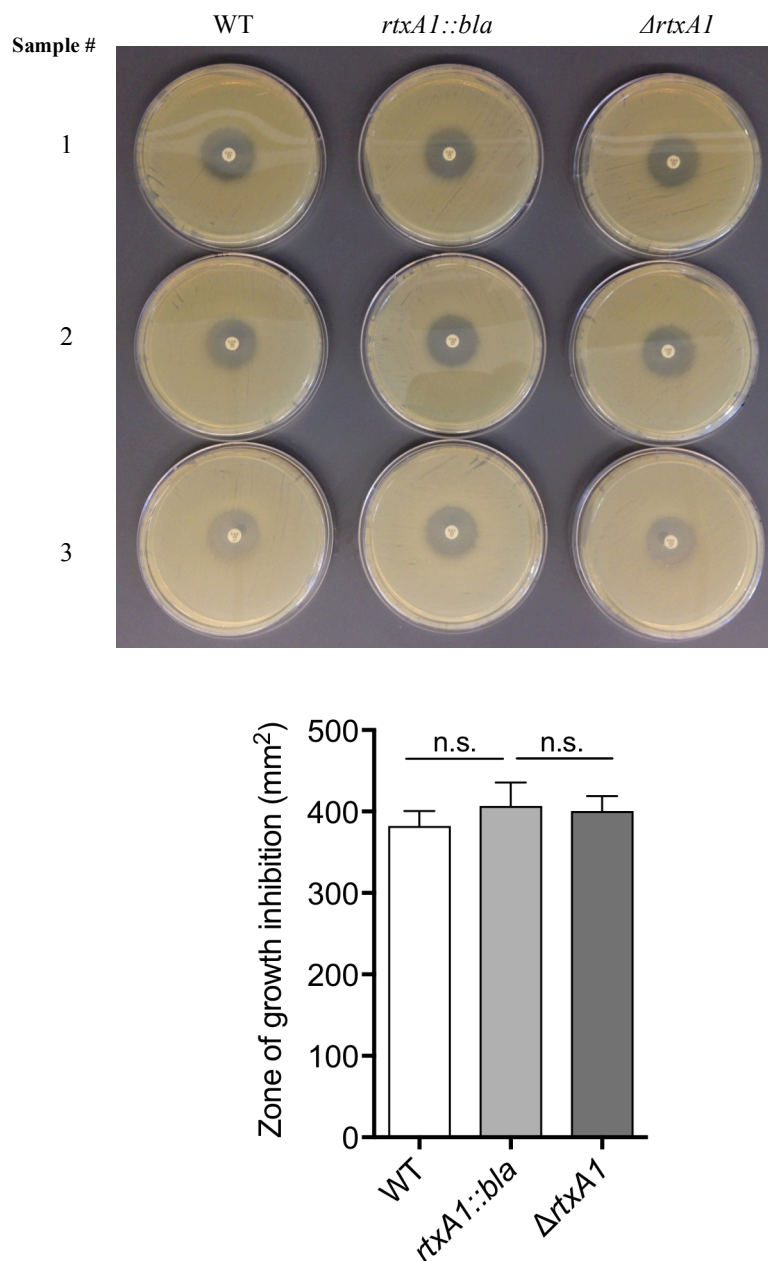 WT rtxA1::bla ΔrtxA1
Sample #
1
2
3
Zone of growth inhibition (mm²)
500
400
300
200
100
0
n.s. n.s.
WT rtxA1::bla ΔrtxA1